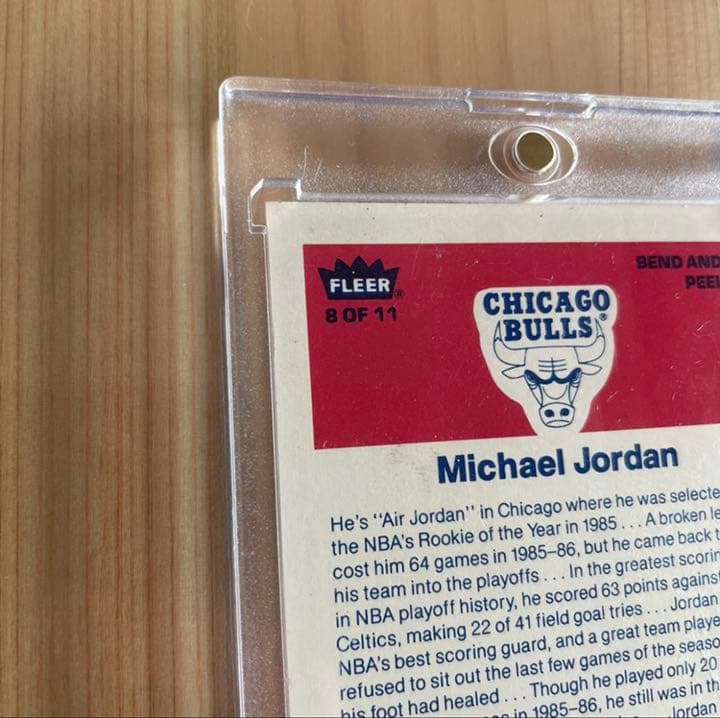 FLEER®
8 OF 11
BEND AND
PEEL
CHICAGO
BULLS®
Michael Jordan
He's "Air Jordan" in Chicago where he was selecte
the NBA's Rookie of the Year in 1985 . . . A broken le
cost him 64 games in 1985–86, but he came back t
his team into the playoffs . . . In the greatest scorin
in NBA playoff history, he scored 63 points against
Celtics, making 22 of 41 field goal tries . . . Jordan
NBA's best scoring guard, and a great team playe
refused to sit out the last few games of the seaso
his foot had healed . . . Though he played only 20
in 1985–86, he still was in th
Jordan